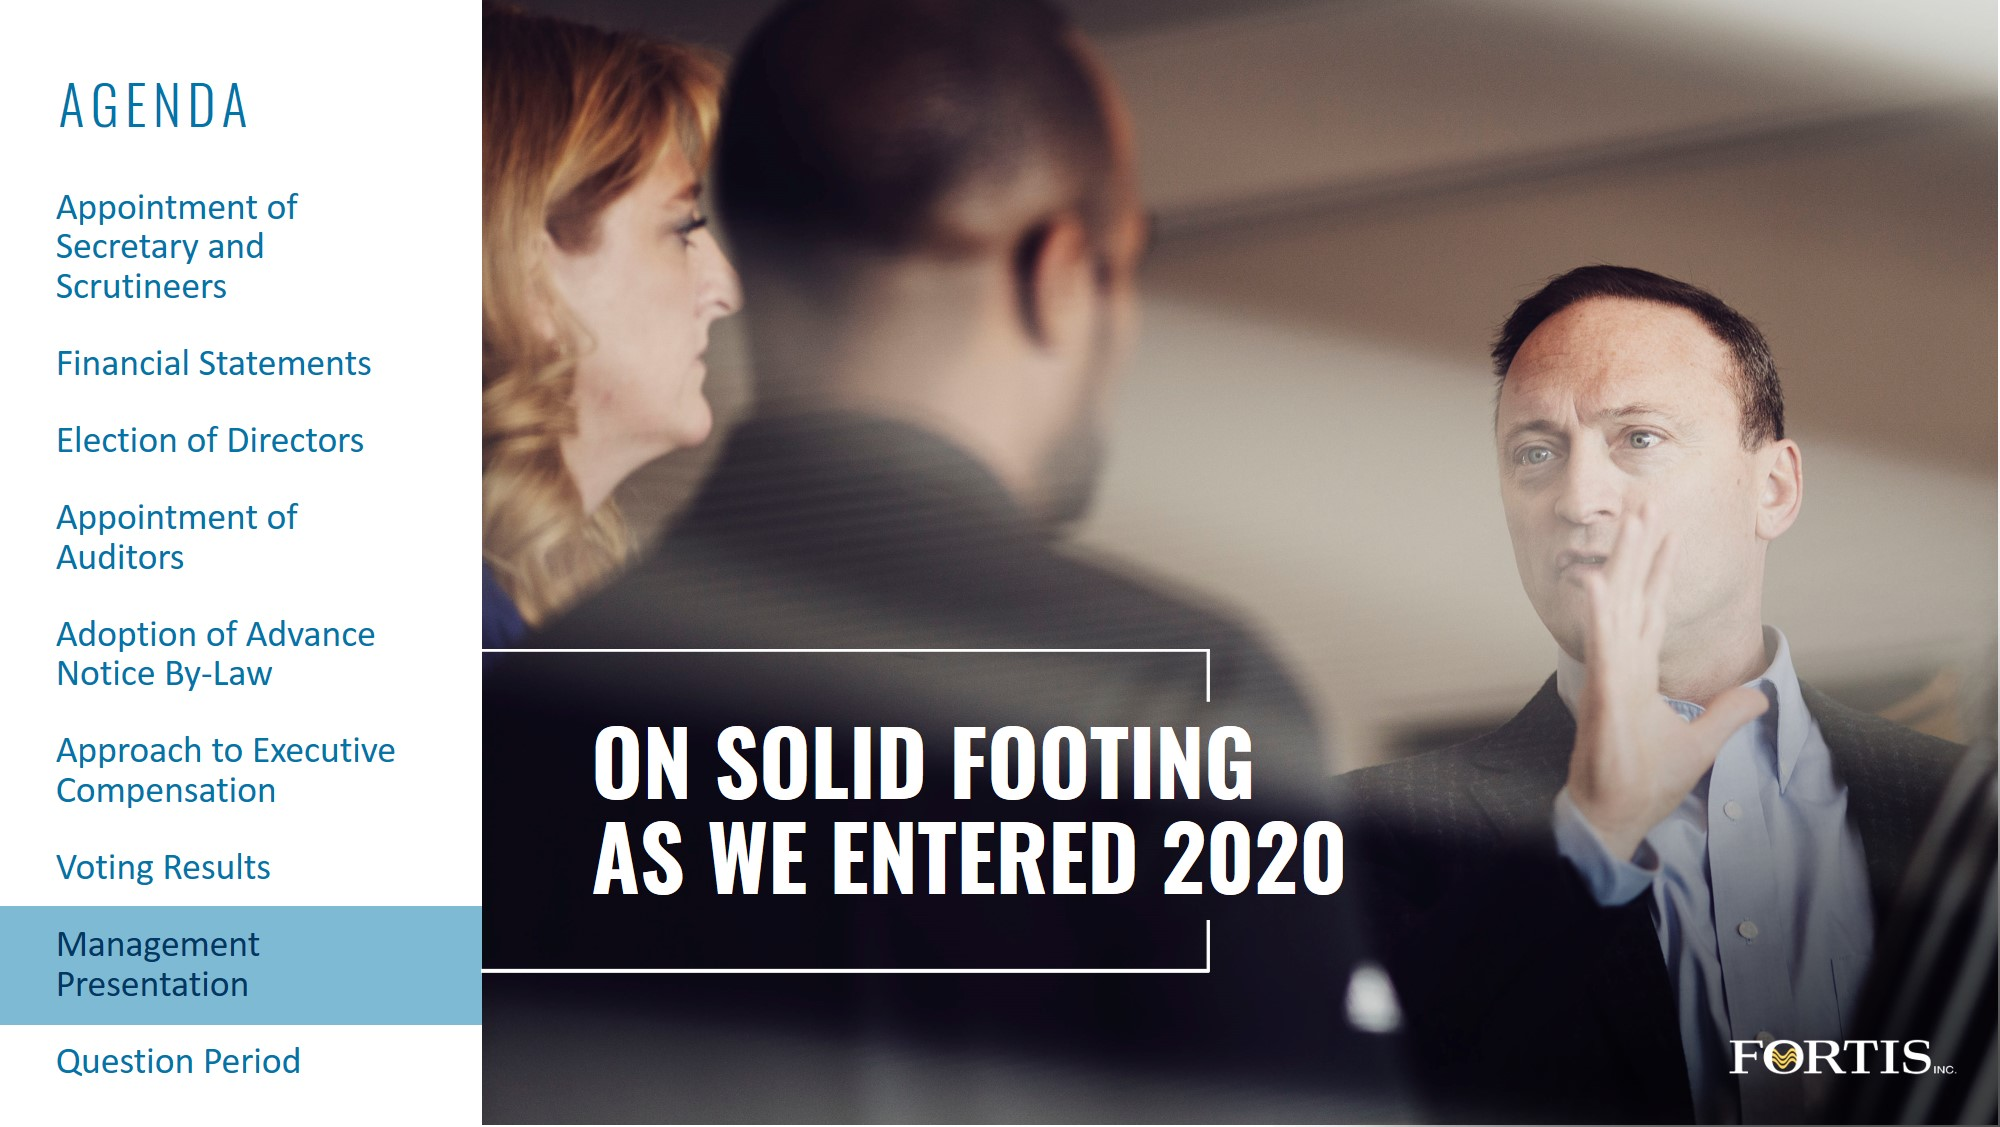 AGENDA
Appointment of
Secretary and
Scrutineers
Financial Statements
Election of Directors
Appointment of
Auditors
Adoption of Advance
Notice By-Law
Approach to Executive
Compensation
Voting Results
Management
Presentation
Question Period
ON SOLID FOOTING
AS WE ENTERED 2020
FORTIS INC.